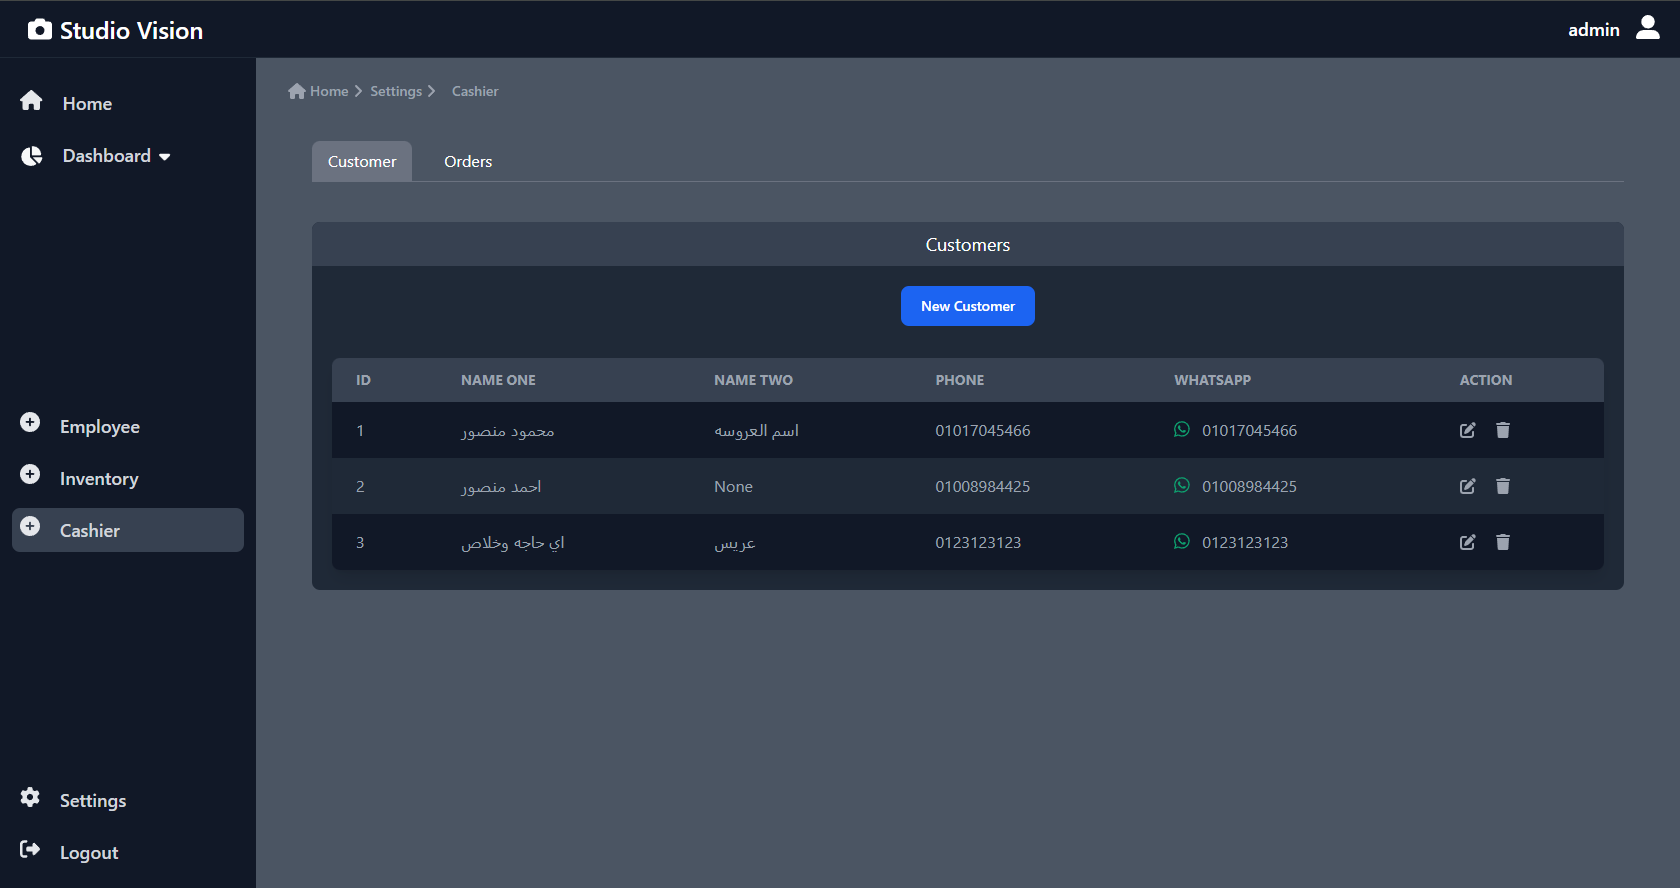 Studio Vision
admin
Home
Dashboard
Employee
Inventory
Cashier
Settings
Logout
Home Settings Cashier
Customer Orders
Customers
New Customer
ID NAME ONE NAME TWO PHONE WHATSAPP ACTION
1 محمود منصور اسم العروسه 01017045466 01017045466
2 احمد منصور None 01008984425 01008984425
3 اي حاجه وخلاص عريس 0123123123 0123123123